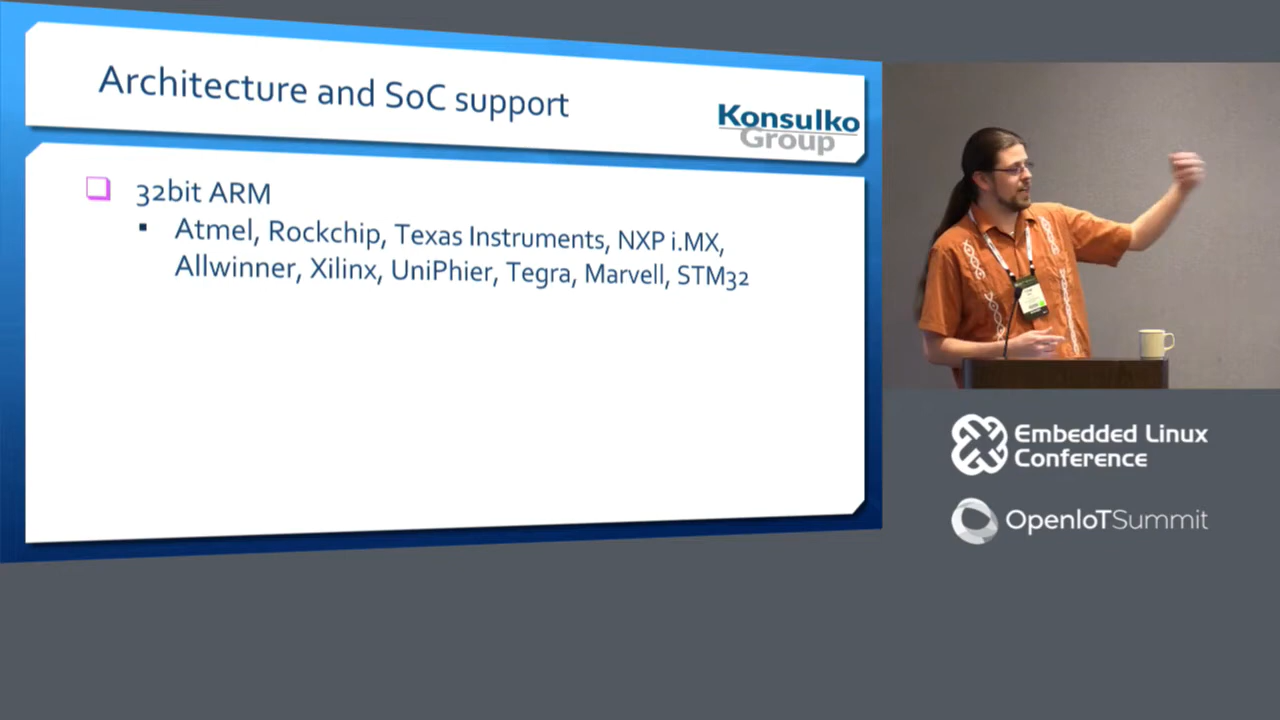 Architecture and SoC support
Konsulko
Group
32bit ARM
Atmel, Rockchip, Texas Instruments, NXP i.MX,
Allwinner, Xilinx, UniPhier, Tegra, Marvell, STM32
Embedded Linux
Conference
OpenIoTSummit